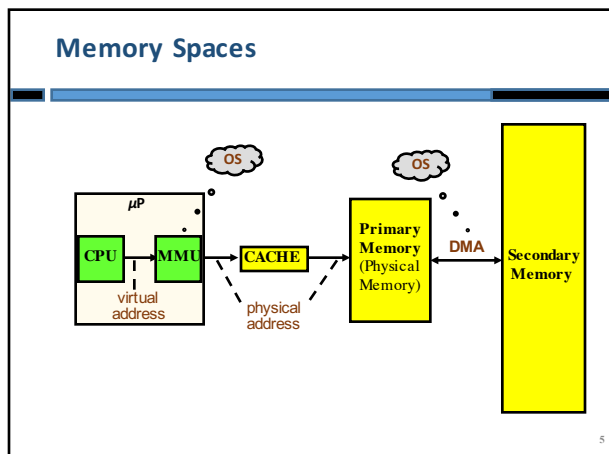 Memory Spaces
OS
OS
μP
CPU
MMU
CACHE
virtual
address
physical
address
Primary
Memory
(Physical
Memory)
DMA
Secondary
Memory
5